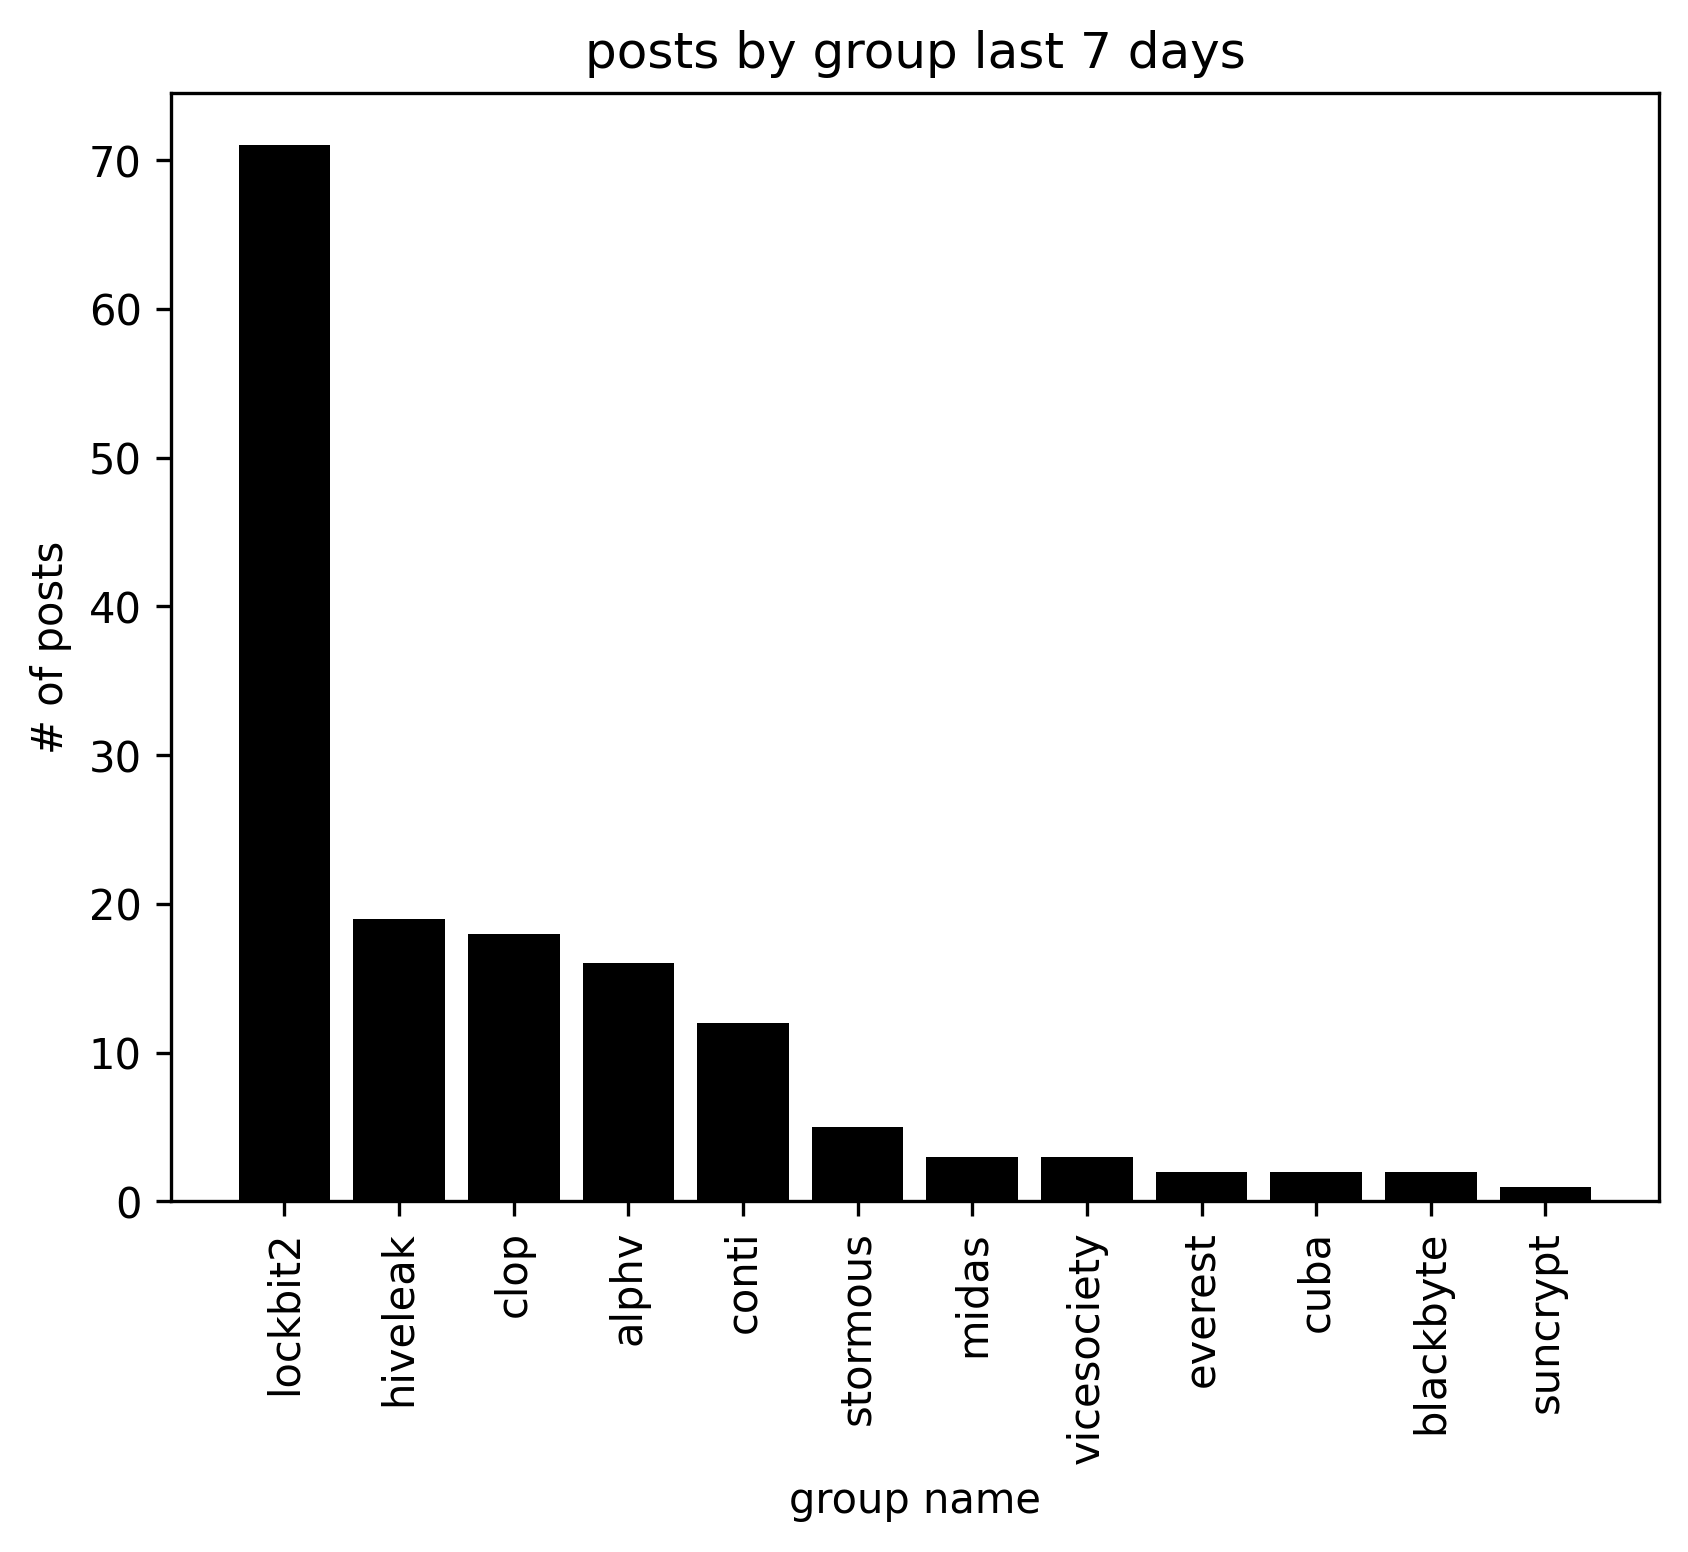 posts by group last 7 days
70
60
50
40
30
20
10
0
# of posts
lockbit2
hiveleak
clop
alphv
conti
stormous
midas
vicesociety
everest
cuba
blackbyte
suncrypt
group name